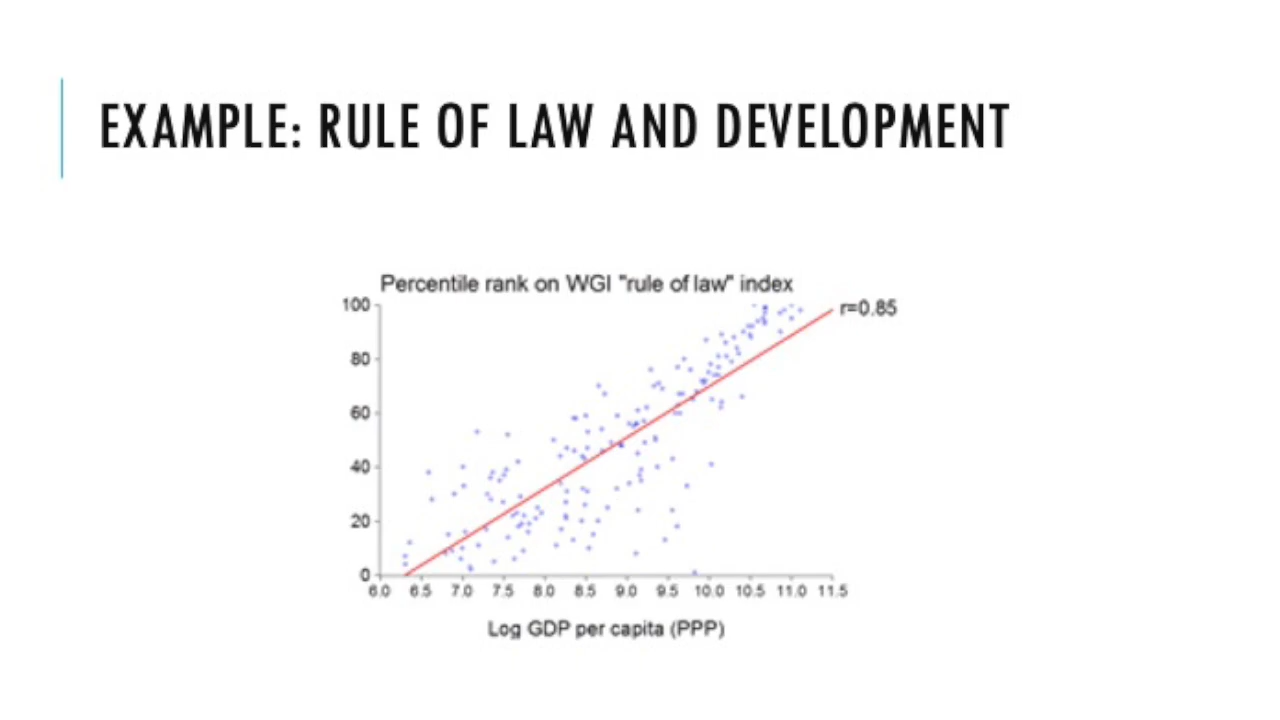 EXAMPLE: RULE OF LAW AND DEVELOPMENT
Percentile rank on WGI "rule of law" index
100
r=0.85
80
60
40
20
0
6.0 6.5 7.0 7.5 8.0 8.5 9.0 9.5 10.0 10.5 11.0 11.5
Log GDP per capita (PPP)